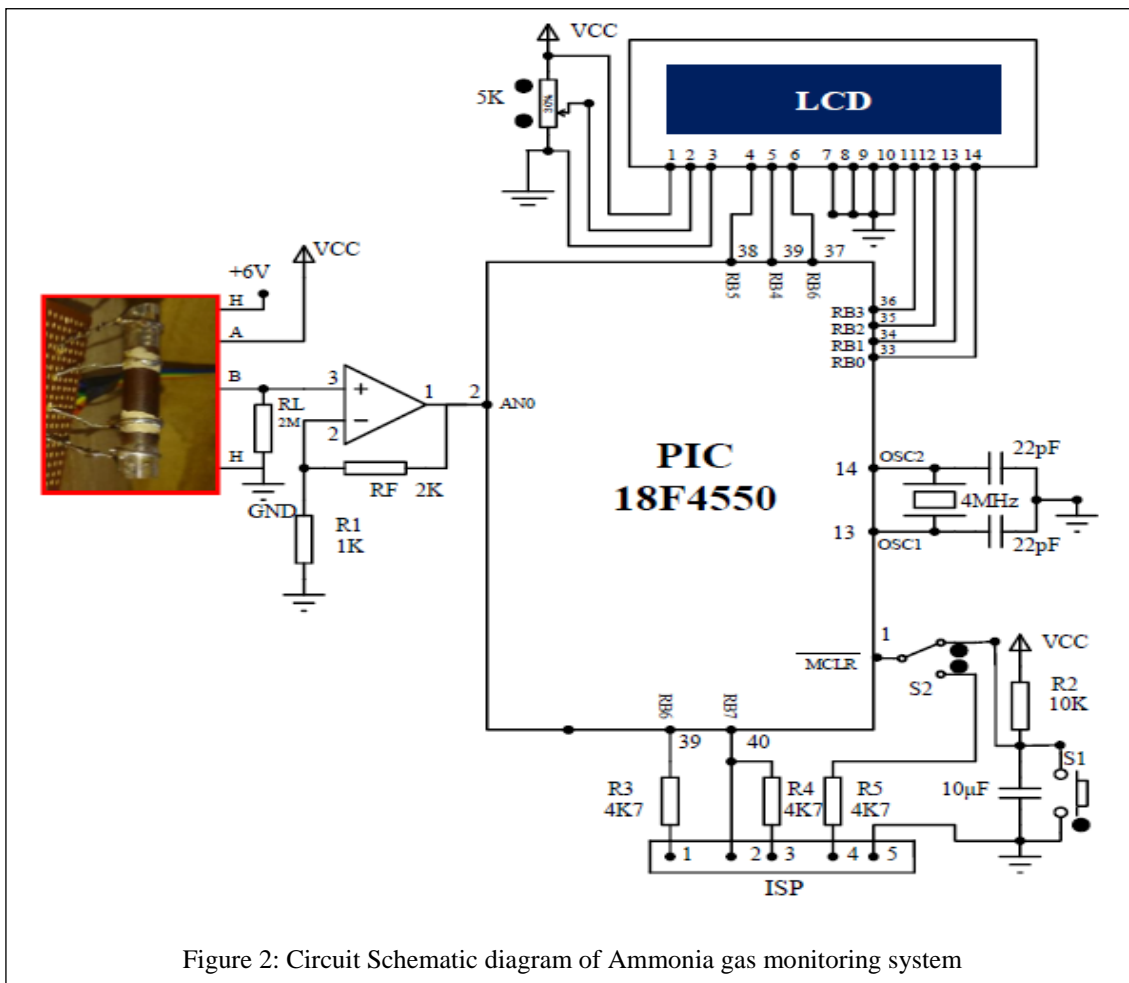 VCC
5K
30%
LCD
1 2 3 4 5 6 7 8 9 10 11 12 13 14
38 39 37
RB5 RB4 RB6
VCC
+6V
H
A
B
H
RL
2M
GND
3
+
2
−
1
2
AN0
RF 2K
R1
1K
PIC
18F4550
RB3 36
RB2 35
RB1 34
RB0 33
14 OSC2
13 OSC1
22pF
4MHz
22pF
1
MCLR
S2
VCC
R2
10K
S1
10µF
RB6 RB7
39 40
R3
4K7
R4
4K7
R5
4K7
1 2 3 4 5
ISP
Figure 2: Circuit Schematic diagram of Ammonia gas monitoring system